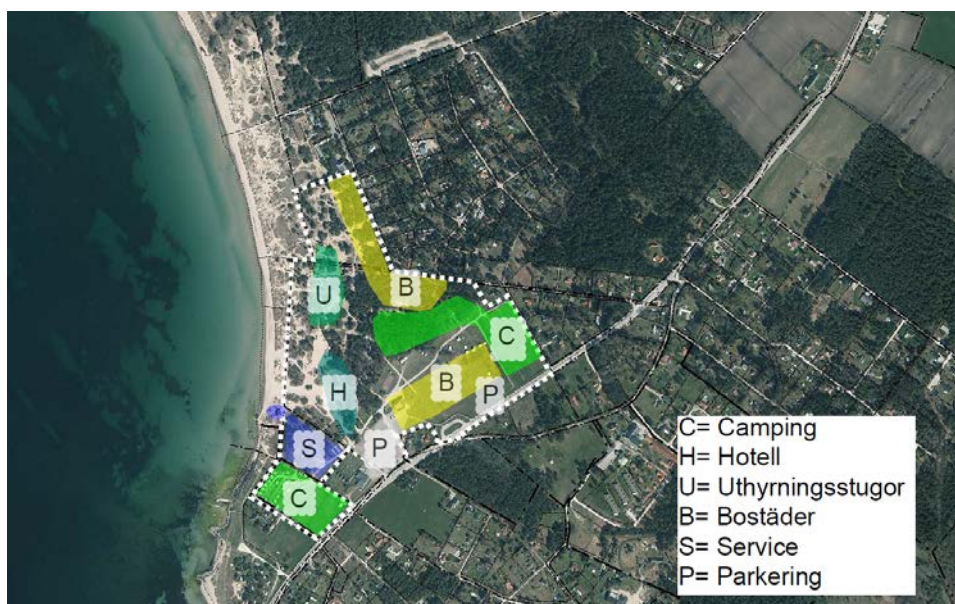 U
B
C
H
B
P
S
P
C
C= Camping
H= Hotell
U= Uthyrningsstugor
B= Bostäder
S= Service
P= Parkering